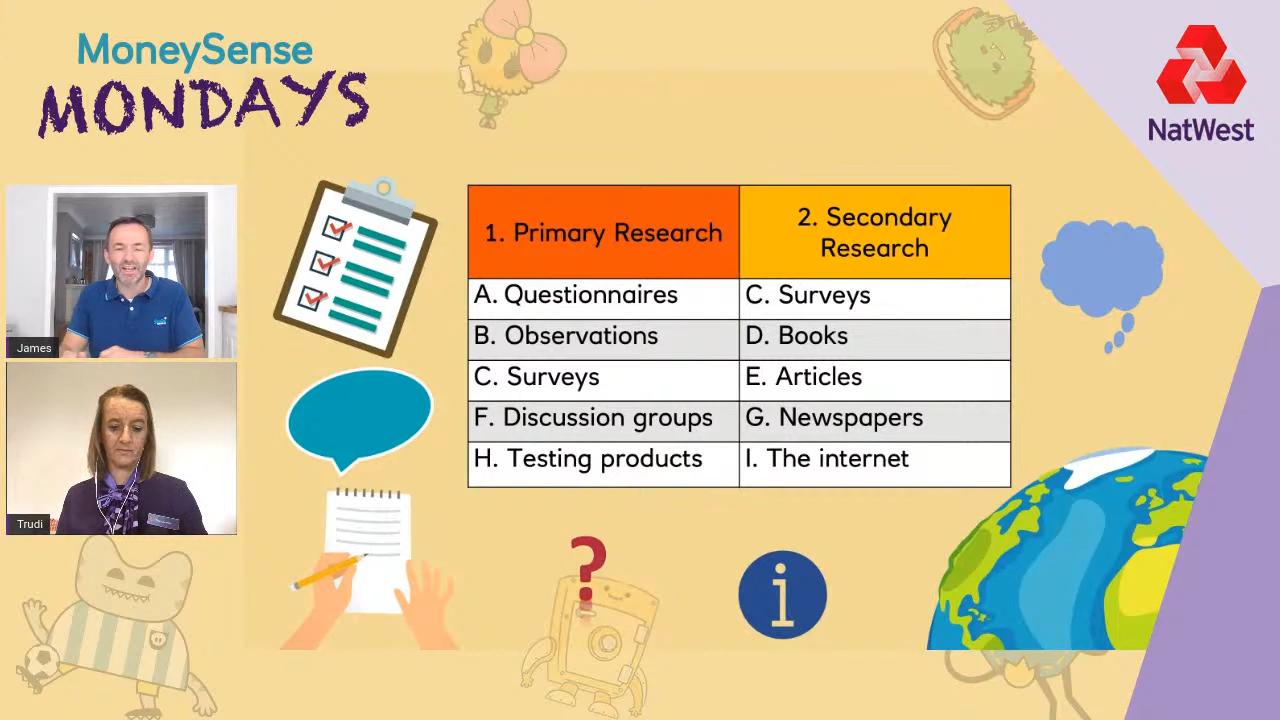 MoneySense
MONDAYS
NatWest
1. Primary Research
2. Secondary
Research
A. Questionnaires
C. Surveys
B. Observations
D. Books
C. Surveys
E. Articles
F. Discussion groups
G. Newspapers
H. Testing products
I. The internet
James
Trudi
?
i